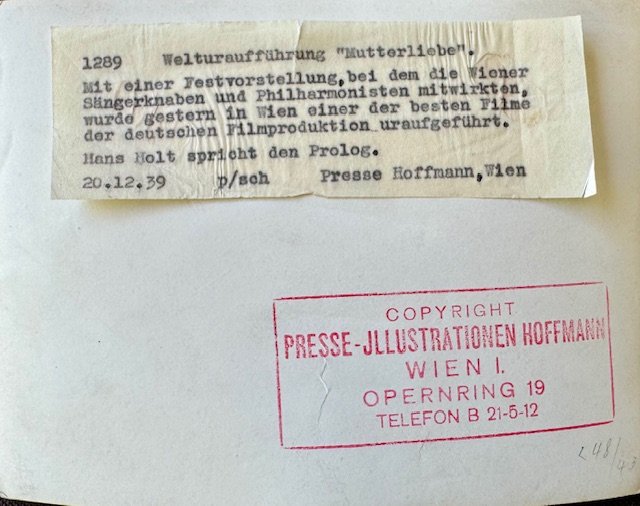 1289 Welturaufführung "Mutterliebe".
Mit einer Festvorstellung,bei dem die Wiener
Sängerknaben und Philharmonisten mitwirkten,
wurde gestern in Wien einer der besten Filme
der deutschen Filmproduktion uraufgeführt.
Hans Holt spricht den Prolog.
20.12.39 p/sch Presse Hoffmann,Wien
COPYRIGHT
PRESSE-JLLUSTRATIONEN HOFFMANN
WIEN I.
OPERNRING 19
TELEFON B 21-5-12